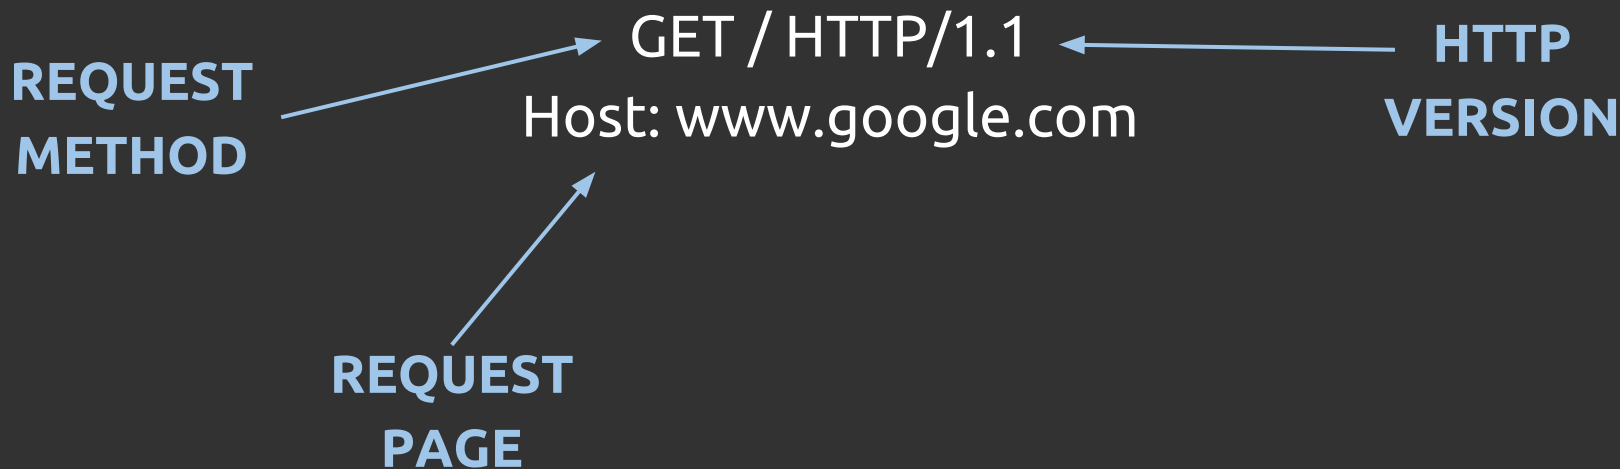 GET / HTTP/1.1
Host: www.google.com
REQUEST
METHOD
HTTP
VERSION
REQUEST
PAGE